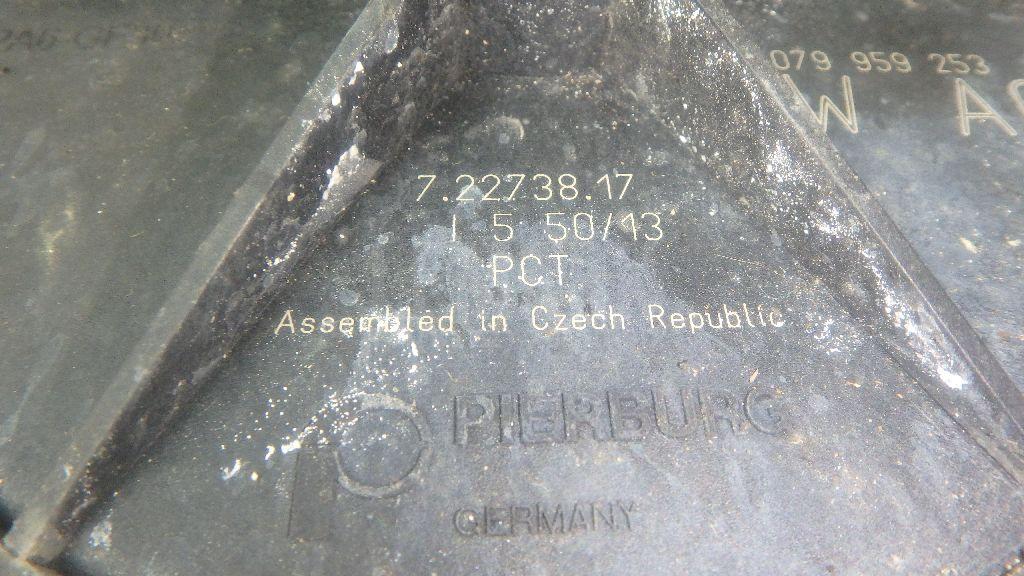 079 959 253
7.22738.17
I 5 50/13
PCT
Assembled in Czech Republic
PIERBURG
GERMANY